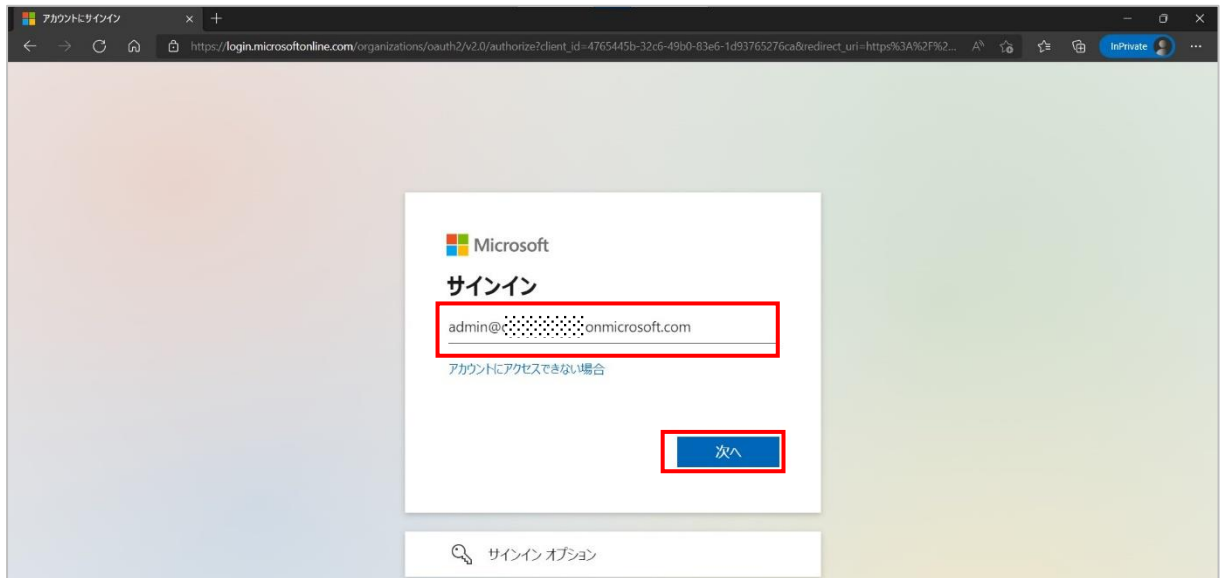 アカウントにサインイン
https://login.microsoftonline.com/organizations/oauth2/v2.0/authorize?client_id=4765445b-32c6-49b0-83e6-1d93765276ca&redirect_uri=https%3A%2F%2...
InPrivate
Microsoft
サインイン
admin@ onmicrosoft.com
アカウントにアクセスできない場合
次へ
サインイン オプション